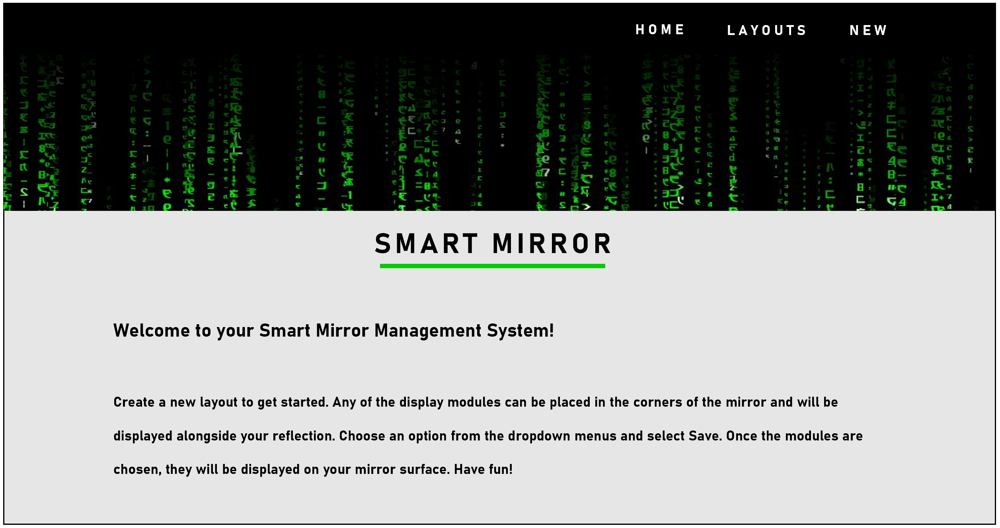 HOME LAYOUTS NEW
SMART MIRROR
Welcome to your Smart Mirror Management System!
Create a new layout to get started. Any of the display modules can be placed in the corners of the mirror and will be
displayed alongside your reflection. Choose an option from the dropdown menus and select Save. Once the modules are
chosen, they will be displayed on your mirror surface. Have fun!